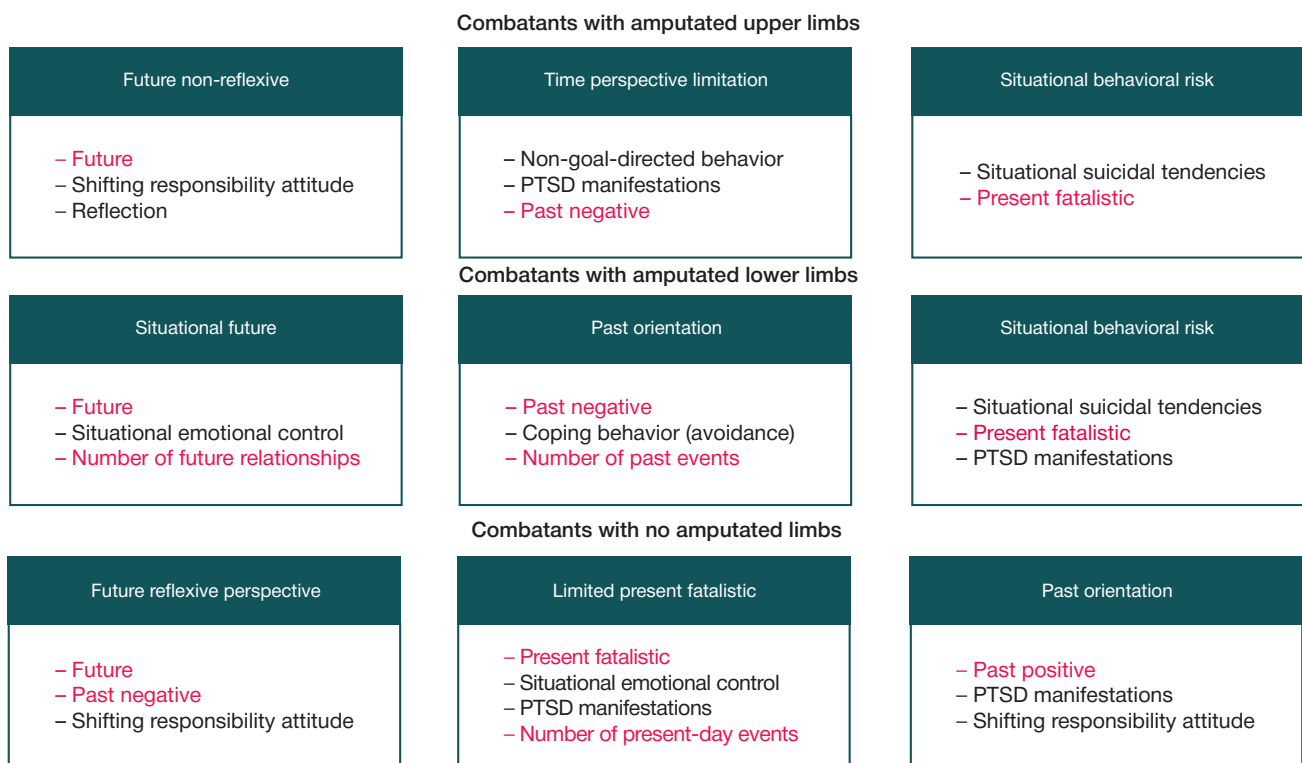 Combatants with amputated upper limbs
Future non-reflexive
– Future
– Shifting responsibility attitude
– Reflection
Time perspective limitation
– Non-goal-directed behavior
– PTSD manifestations
– Past negative
Situational behavioral risk
– Situational suicidal tendencies
– Present fatalistic
Combatants with amputated lower limbs
Situational future
– Future
– Situational emotional control
– Number of future relationships
Past orientation
– Past negative
– Coping behavior (avoidance)
– Number of past events
Situational behavioral risk
– Situational suicidal tendencies
– Present fatalistic
– PTSD manifestations
Combatants with no amputated limbs
Future reflexive perspective
– Future
– Past negative
– Shifting responsibility attitude
Limited present fatalistic
– Present fatalistic
– Situational emotional control
– PTSD manifestations
– Number of present-day events
Past orientation
– Past positive
– PTSD manifestations
– Shifting responsibility attitude